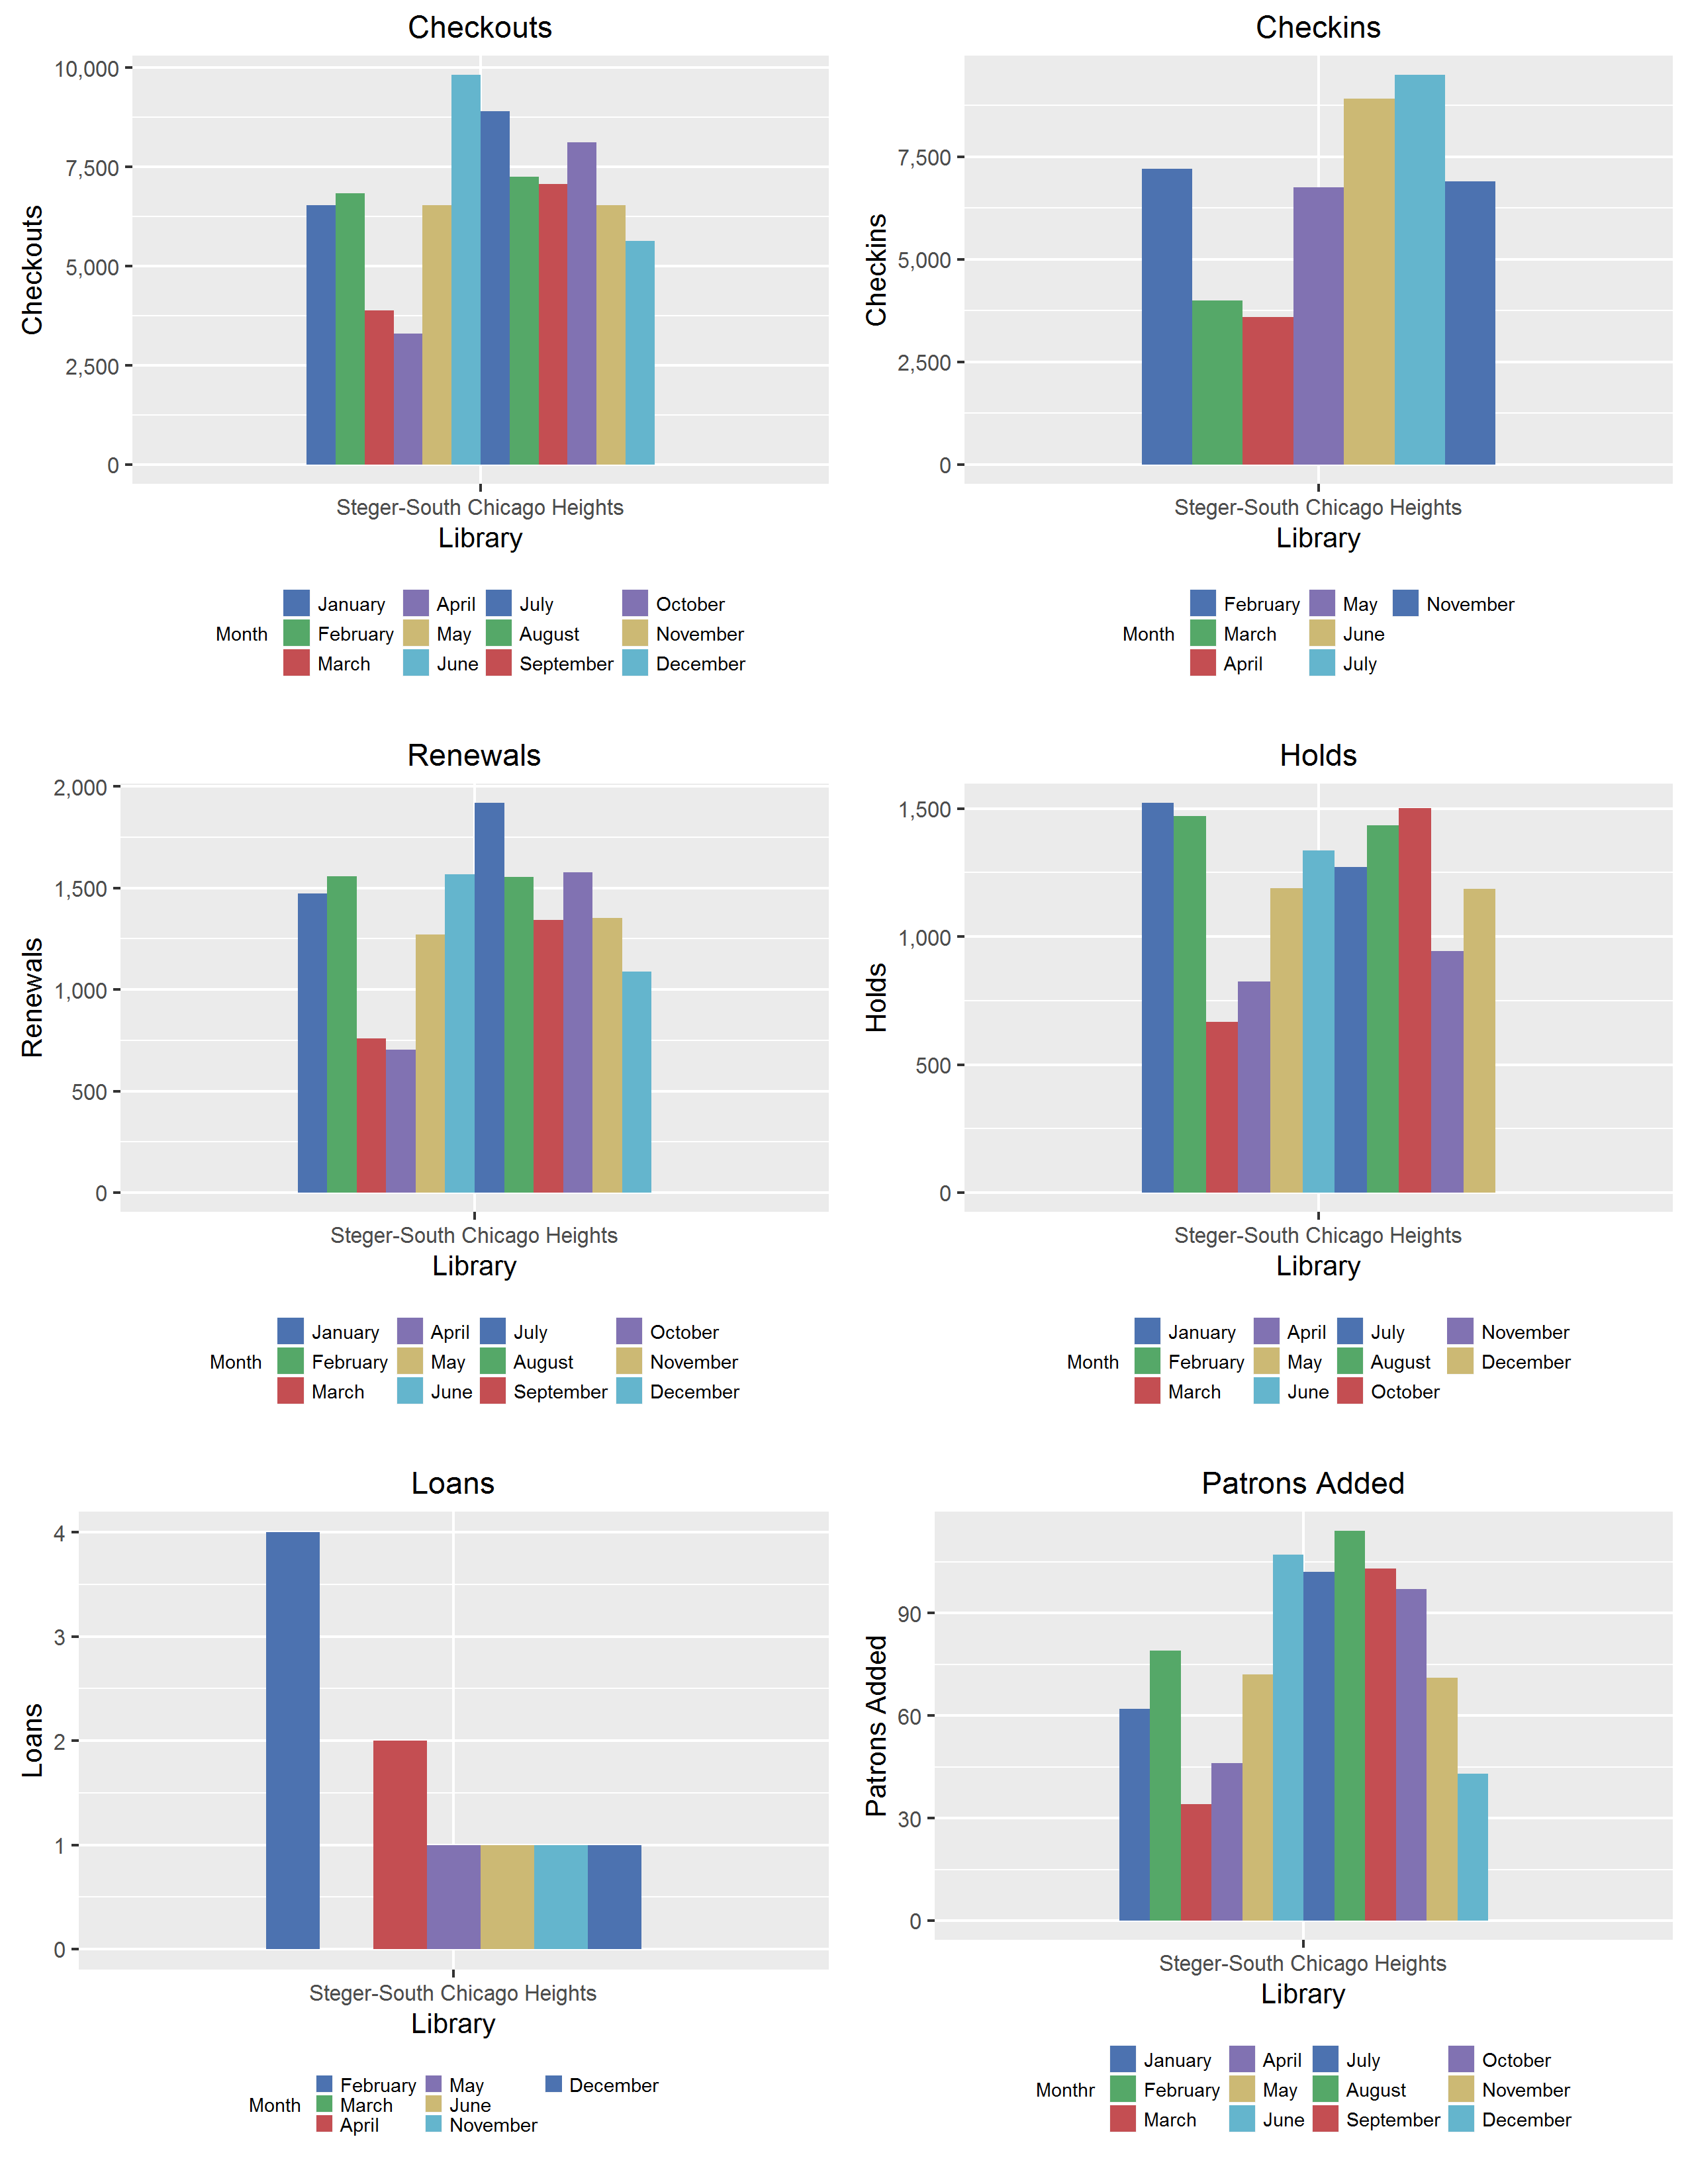 Checkouts
Checkouts
10,000
7,500
5,000
2,500
0
Steger-South Chicago Heights
Library
Month
January
February
March
April
May
June
July
August
September
October
November
December
Checkins
Checkins
7,500
5,000
2,500
0
Steger-South Chicago Heights
Library
Month
February
March
April
May
June
July
November
Renewals
Renewals
2,000
1,500
1,000
500
0
Steger-South Chicago Heights
Library
Month
January
February
March
April
May
June
July
August
September
October
November
December
Holds
Holds
1,500
1,000
500
0
Steger-South Chicago Heights
Library
Month
January
February
March
April
May
June
July
August
October
November
December
Loans
Loans
4
3
2
1
0
Steger-South Chicago Heights
Library
Month
February
March
April
May
June
November
December
Patrons Added
Patrons Added
90
60
30
0
Steger-South Chicago Heights
Library
Monthr
January
February
March
April
May
June
July
August
September
October
November
December